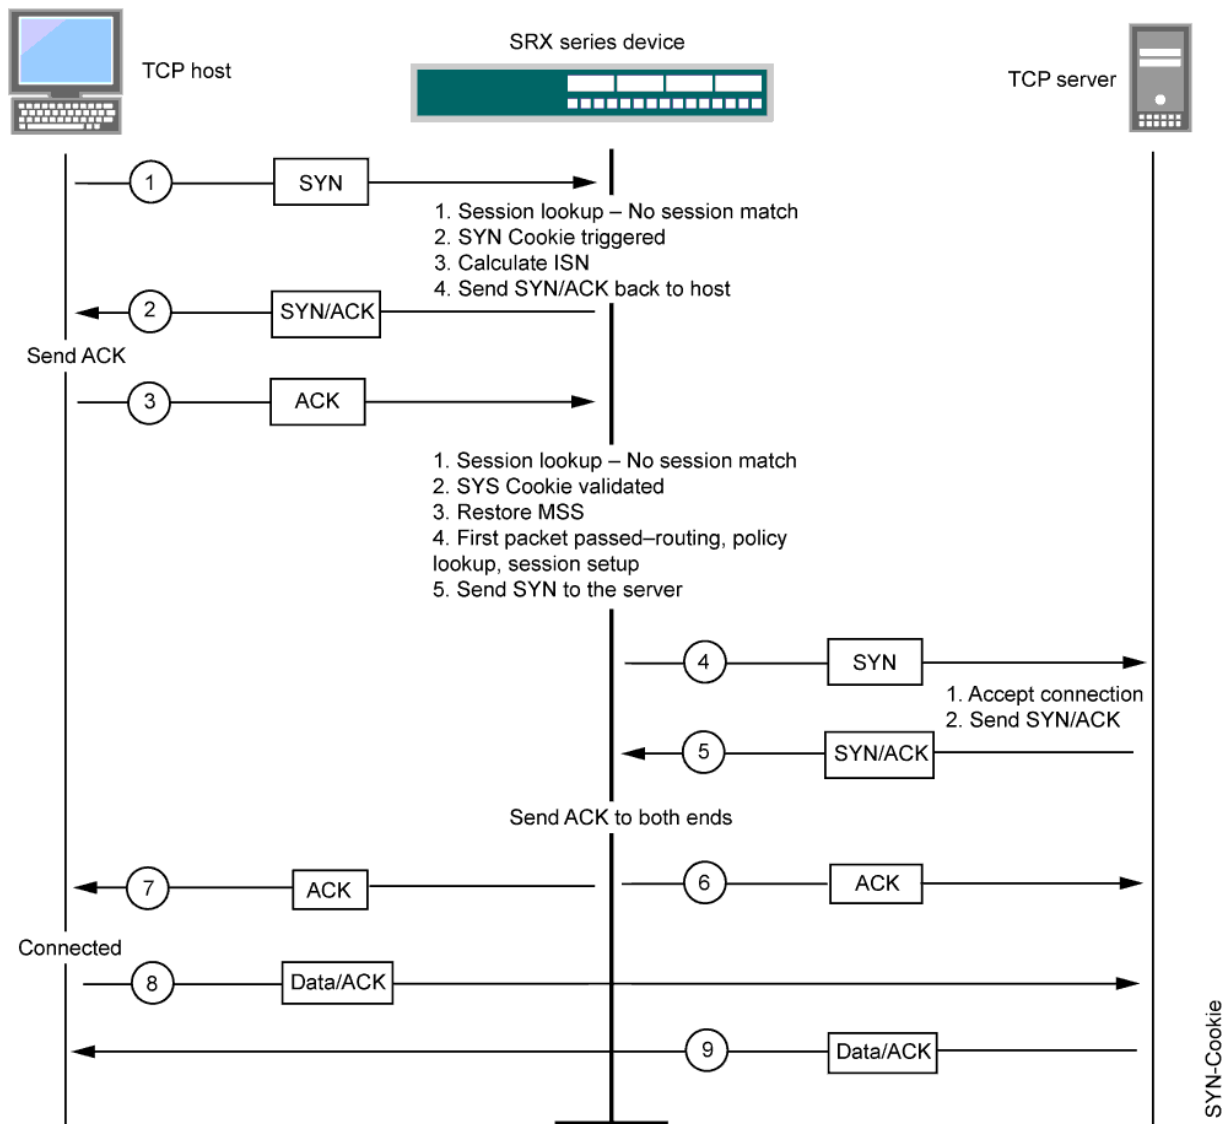 TCP host
SRX series device
TCP server
1
SYN
1. Session lookup – No session match
2. SYN Cookie triggered
3. Calculate ISN
4. Send SYN/ACK back to host
2
SYN/ACK
Send ACK
3
ACK
1. Session lookup – No session match
2. SYS Cookie validated
3. Restore MSS
4. First packet passed–routing, policy
lookup, session setup
5. Send SYN to the server
4
SYN
1. Accept connection
2. Send SYN/ACK
5
SYN/ACK
Send ACK to both ends
7
ACK
6
ACK
Connected
8
Data/ACK
9
Data/ACK
SYN-Cookie